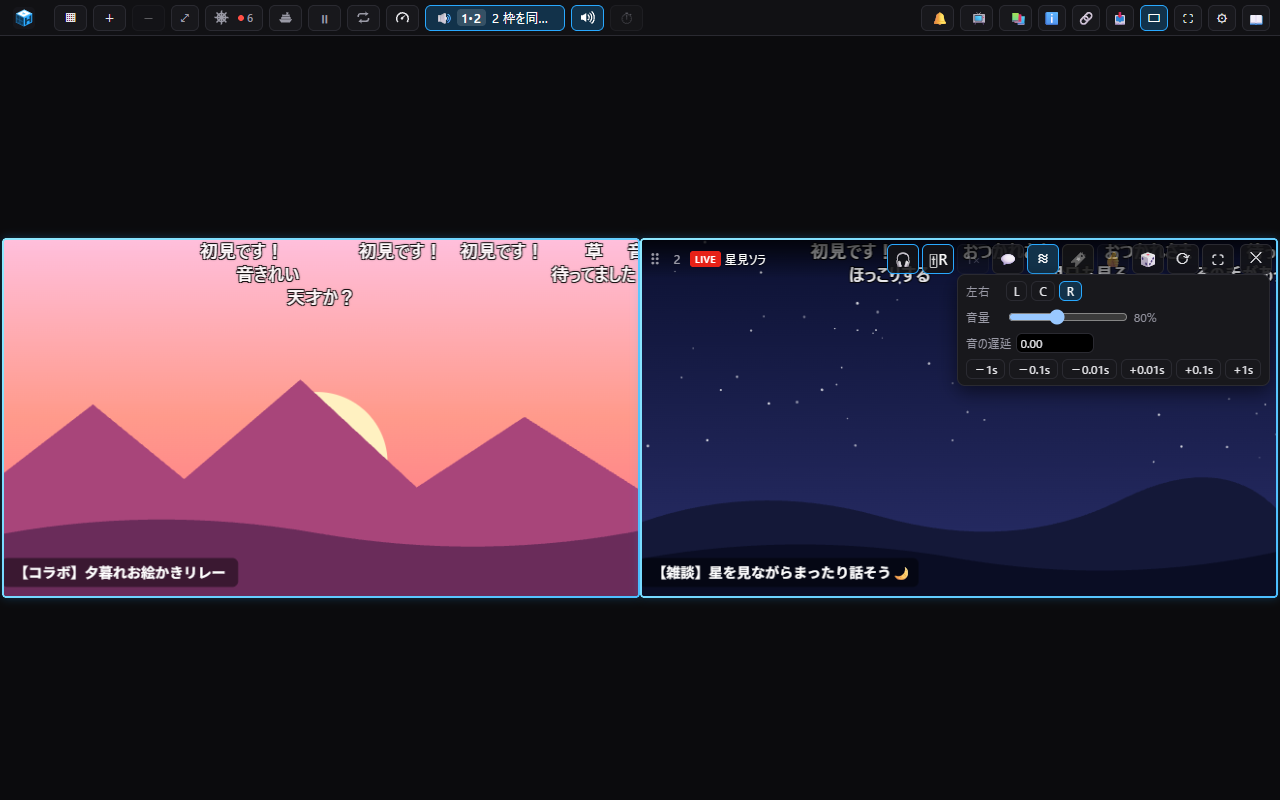 6
1•2 2 枠を同...
初見です！ 初見です！ 初見です！ 草
音きれい 待ってました
天才か？
【コラボ】夕暮れお絵かきリレー
2 LIVE 星見ソラ
R
初見です！
ほっこりする
左右 L C R
音量 80%
音の遅延 0.00
－1s －0.1s －0.01s +0.01s +0.1s +1s
【雑談】星を見ながらまったり話そう🌙